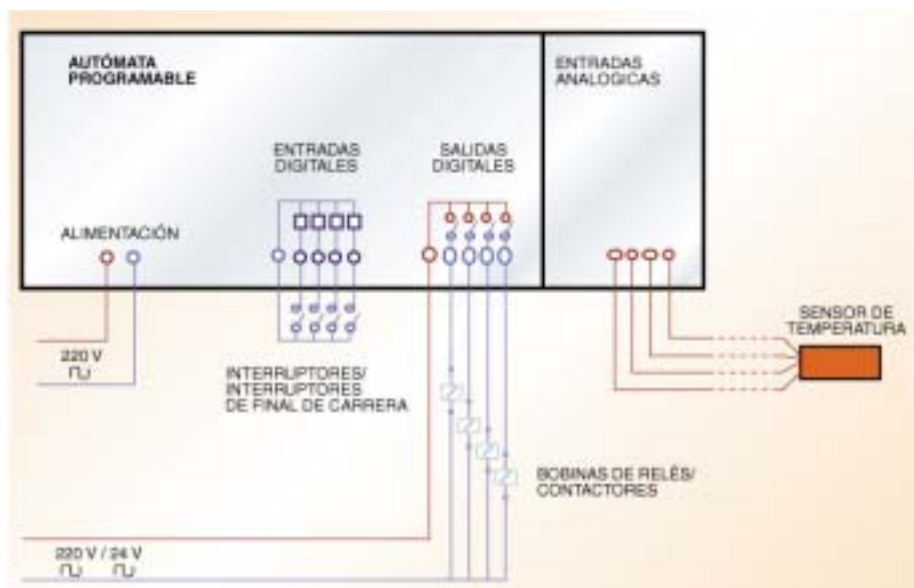 AUTÓMATA
PROGRAMABLE
ENTRADAS
ANALOGICAS
ENTRADAS
DIGITALES
SALIDAS
DIGITALES
ALIMENTACIÓN
SENSOR DE
TEMPERATURA
220 V
INTERRUPTORES/
INTERRUPTORES
DE FINAL DE CARRERA
BOBINAS DE RELÉS/
CONTACTORES
220 V / 24 V